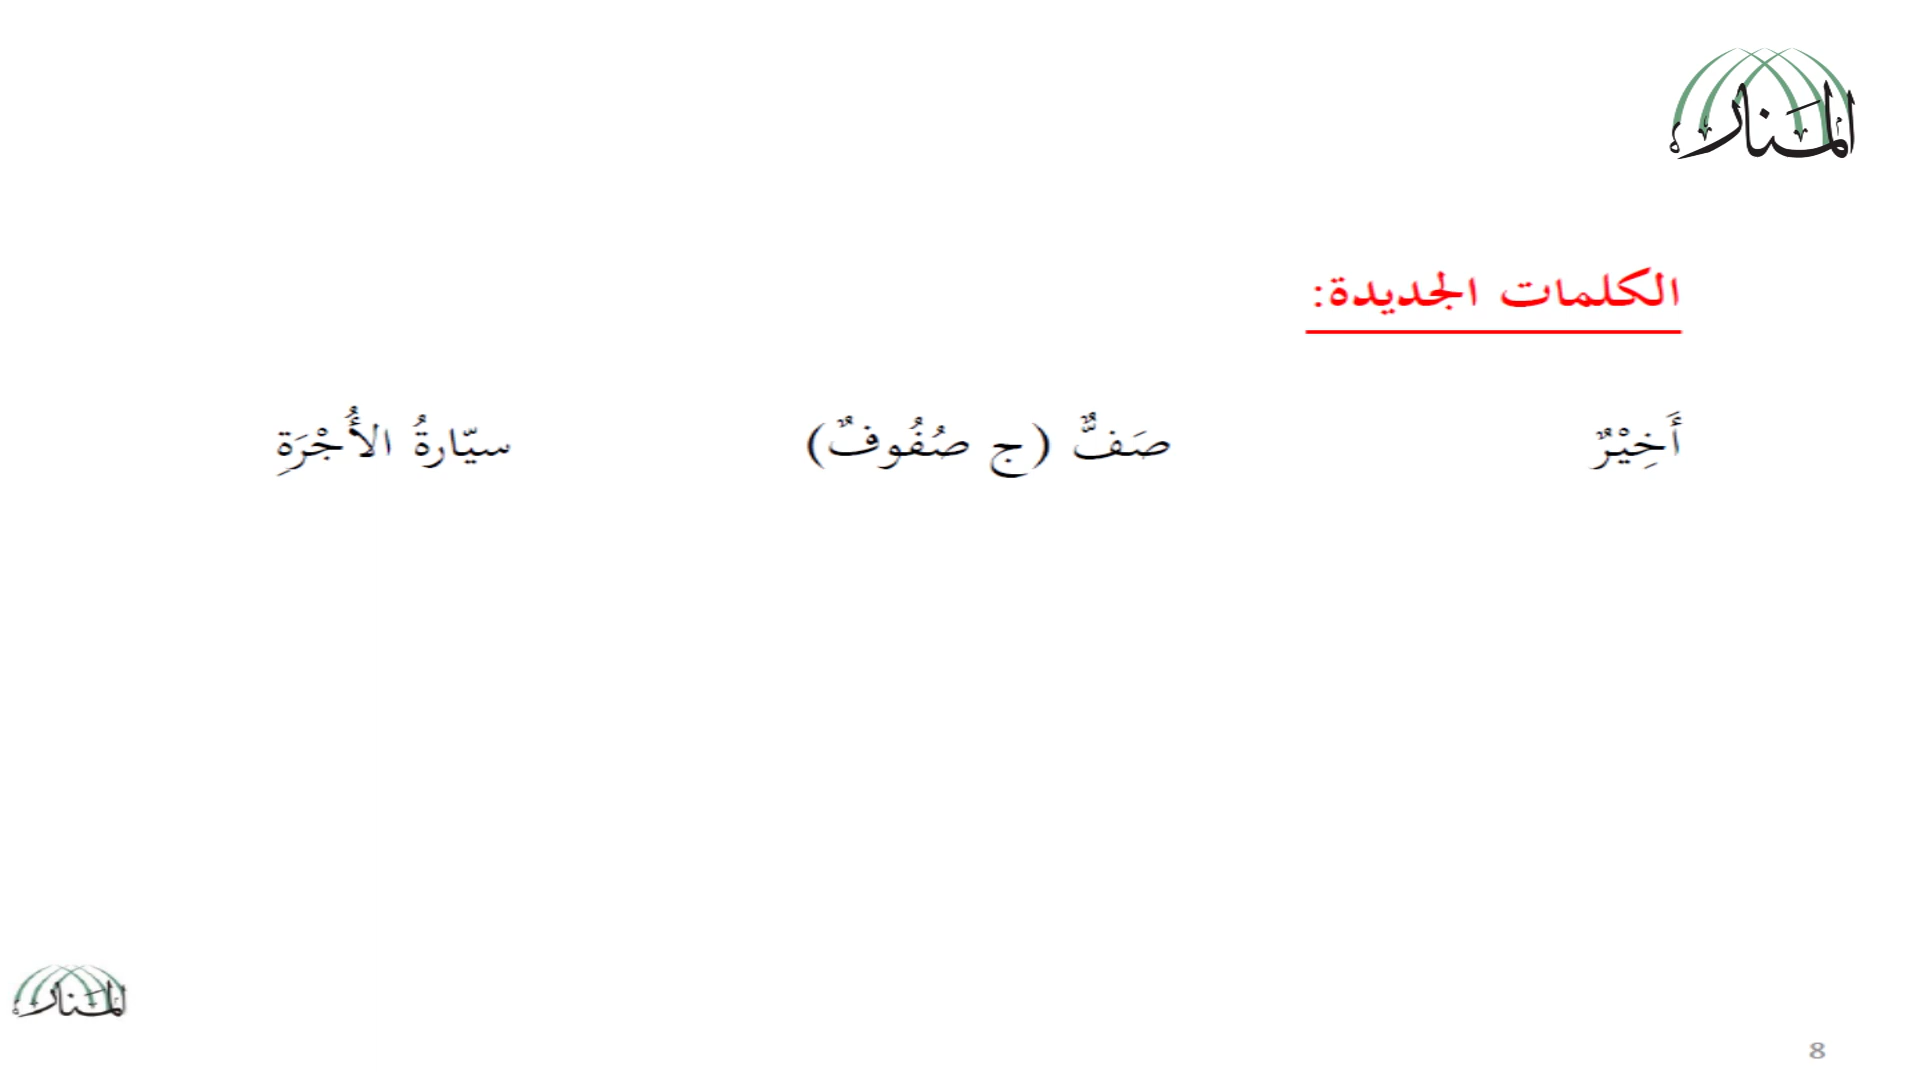 المنار
الكلمات الجديدة:
أَخِيْرٌ صَفٌّ (ج صُفُوفٌ) سيّارةُ الأُجْرَةِ
المنار
8